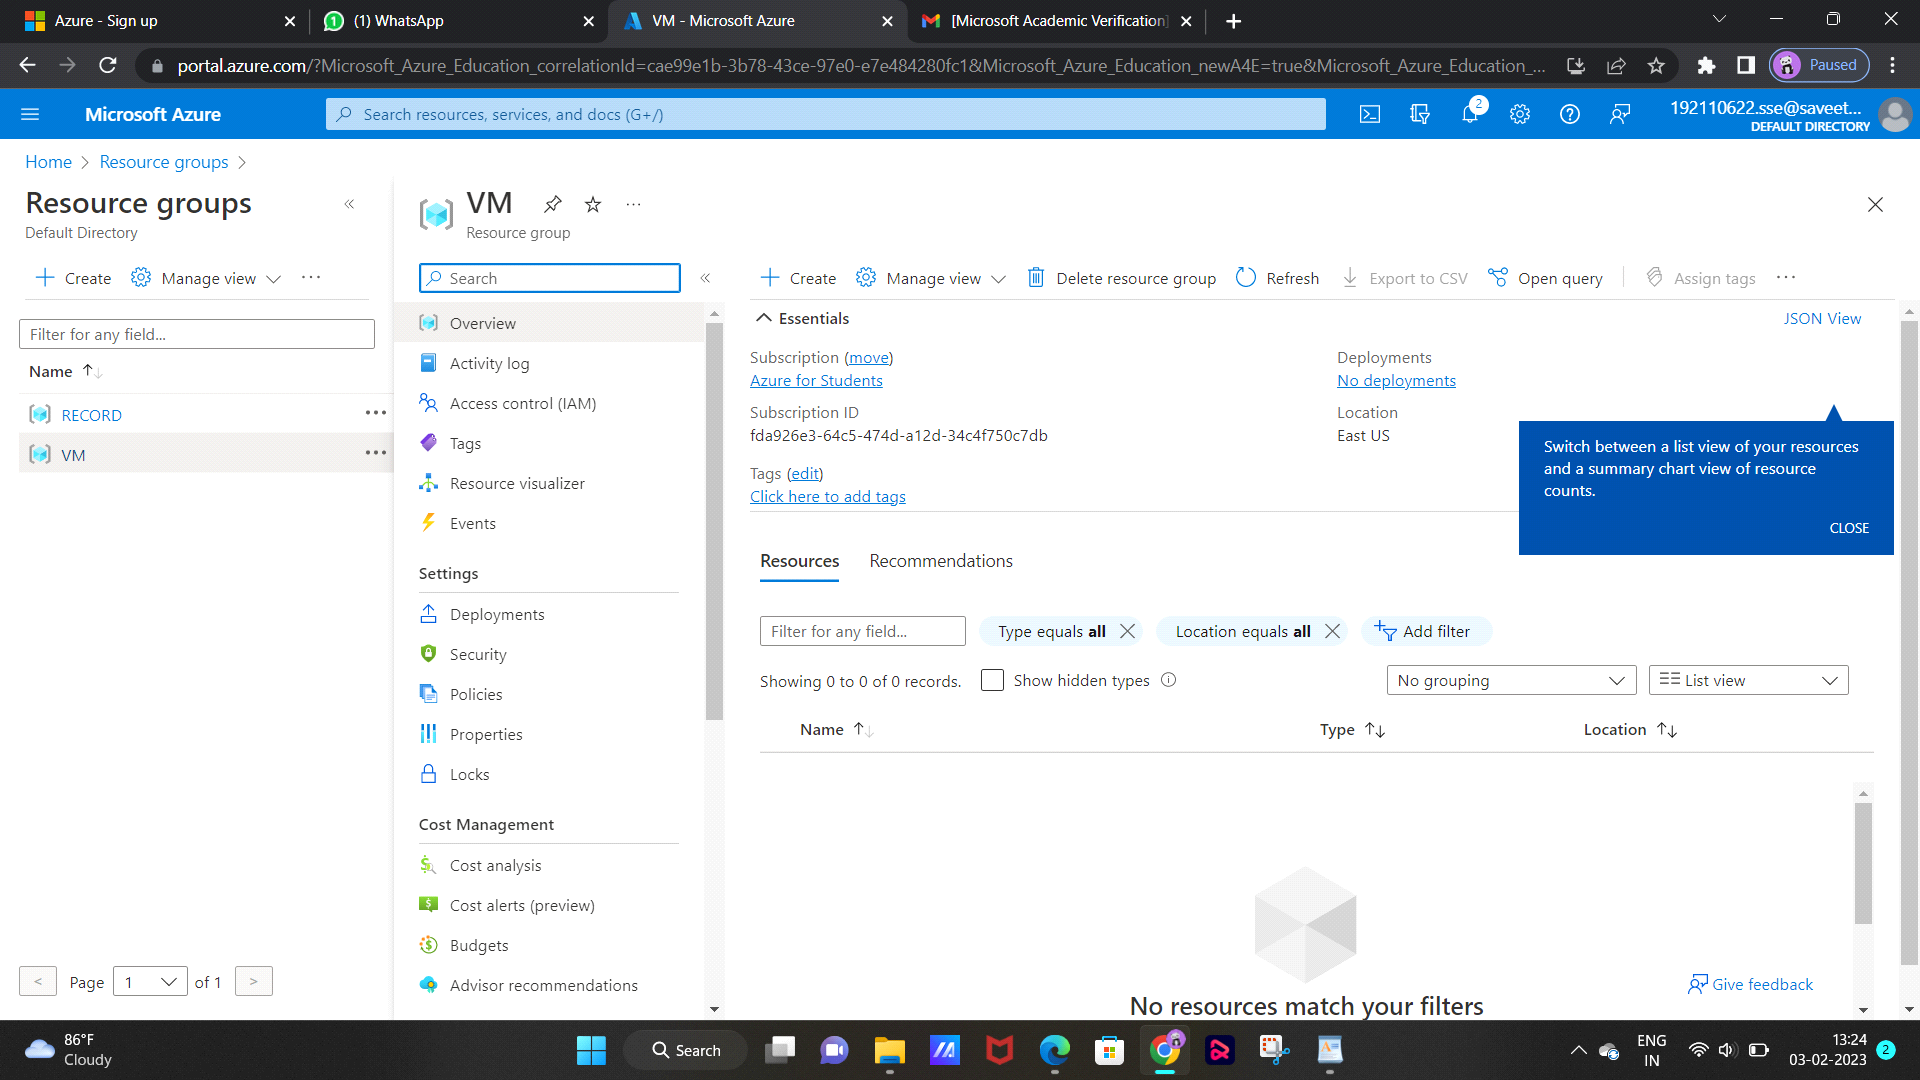 Azure - Sign up
(1) WhatsApp
VM - Microsoft Azure
[Microsoft Academic Verification]
portal.azure.com/?Microsoft_Azure_Education_correlationId=cae99e1b-3b78-43ce-97e0-e7e484280fc1&Microsoft_Azure_Education_newA4E=true&Microsoft_Azure_Education_...
Paused
Microsoft Azure
Search resources, services, and docs (G+/)
2
192110622.sse@saveet...
DEFAULT DIRECTORY
Home > Resource groups >
Resource groups
Default Directory
Create
Manage view
Filter for any field...
Name
RECORD
VM
< Page 1 of 1 >
VM
Resource group
Search
Overview
Activity log
Access control (IAM)
Tags
Resource visualizer
Events
Settings
Deployments
Security
Policies
Properties
Locks
Cost Management
Cost analysis
Cost alerts (preview)
Budgets
Advisor recommendations
Create
Manage view
Delete resource group
Refresh
Export to CSV
Open query
Assign tags
Essentials
JSON View
Subscription (move)
Azure for Students
Subscription ID
fda926e3-64c5-474d-a12d-34c4f750c7db
Tags (edit)
Click here to add tags
Deployments
No deployments
Location
East US
Switch between a list view of your resources
and a summary chart view of resource
counts.
CLOSE
Resources
Recommendations
Filter for any field...
Type equals all
Location equals all
Add filter
Showing 0 to 0 of 0 records.
Show hidden types
No grouping
List view
Name
Type
Location
No resources match your filters
Give feedback
86°F
Cloudy
Search
ENG
IN
13:24
03-02-2023
2